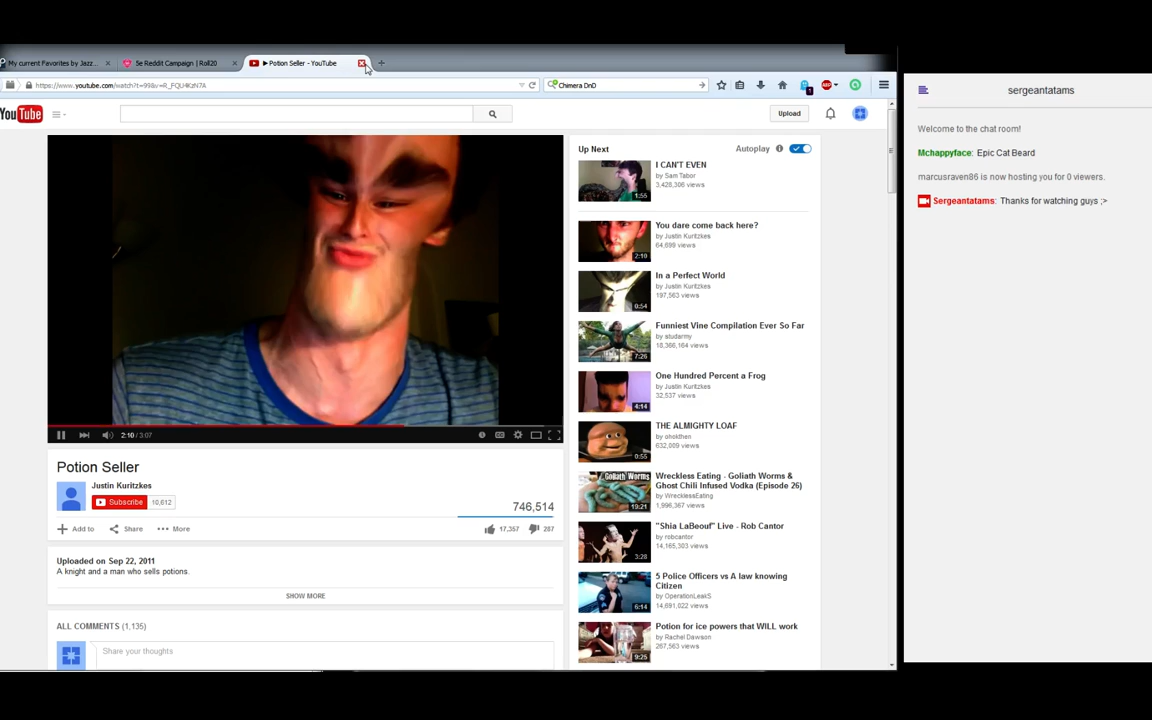 My current Favorites by Jazz...
5e Reddit Campaign | Roll20
▶ Potion Seller - YouTube
https://www.youtube.com/watch?t=99&v=R_FQU4KzN7A
Chimera DnD
YouTube
Upload
sergeantatams
Welcome to the chat room!
Mchappyface: Epic Cat Beard
marcusraven86 is now hosting you for 0 viewers.
Sergeantatams: Thanks for watching guys ;>
2:10 / 3:07
Potion Seller
Justin Kuritzkes
Subscribe 10,612
746,514
Add to Share More
17,357 287
Uploaded on Sep 22, 2011
A knight and a man who sells potions.
SHOW MORE
ALL COMMENTS (1,135)
Share your thoughts
Up Next
Autoplay
I CAN'T EVEN
by Sam Tabor
3,428,306 views
1:55
You dare come back here?
by Justin Kuritzkes
64,699 views
2:10
In a Perfect World
by Justin Kuritzkes
197,563 views
0:54
Funniest Vine Compilation Ever So Far
by studarmy
18,366,164 views
7:26
One Hundred Percent a Frog
by Justin Kuritzkes
32,537 views
4:14
THE ALMIGHTY LOAF
by ohokthen
632,009 views
0:55
Wreckless Eating - Goliath Worms &
Ghost Chili Infused Vodka (Episode 26)
by WrecklessEating
1,996,367 views
GOLIATH WORMS
19:21
"Shia LaBeouf" Live - Rob Cantor
by robcantor
14,165,303 views
3:28
5 Police Officers vs A law knowing
Citizen
by OperationLeakS
14,691,022 views
6:14
Potion for ice powers that WILL work
by Rachel Dawson
267,563 views
9:25